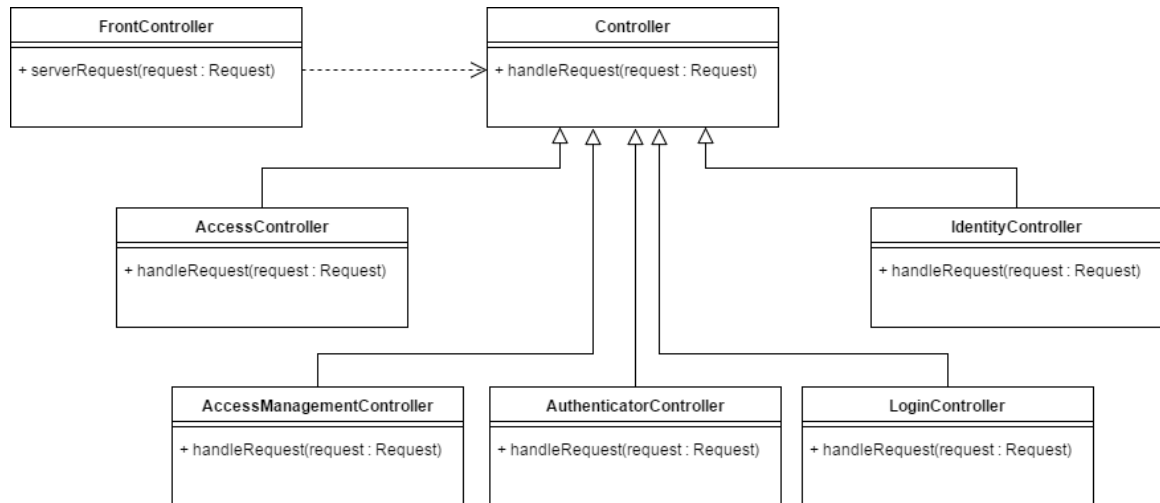 FrontController
+ serverRequest(request : Request)
Controller
+ handleRequest(request : Request)
AccessController
+ handleRequest(request : Request)
IdentityController
+ handleRequest(request : Request)
AccessManagementController
+ handleRequest(request : Request)
AuthenticatorController
+ handleRequest(request : Request)
LoginController
+ handleRequest(request : Request)